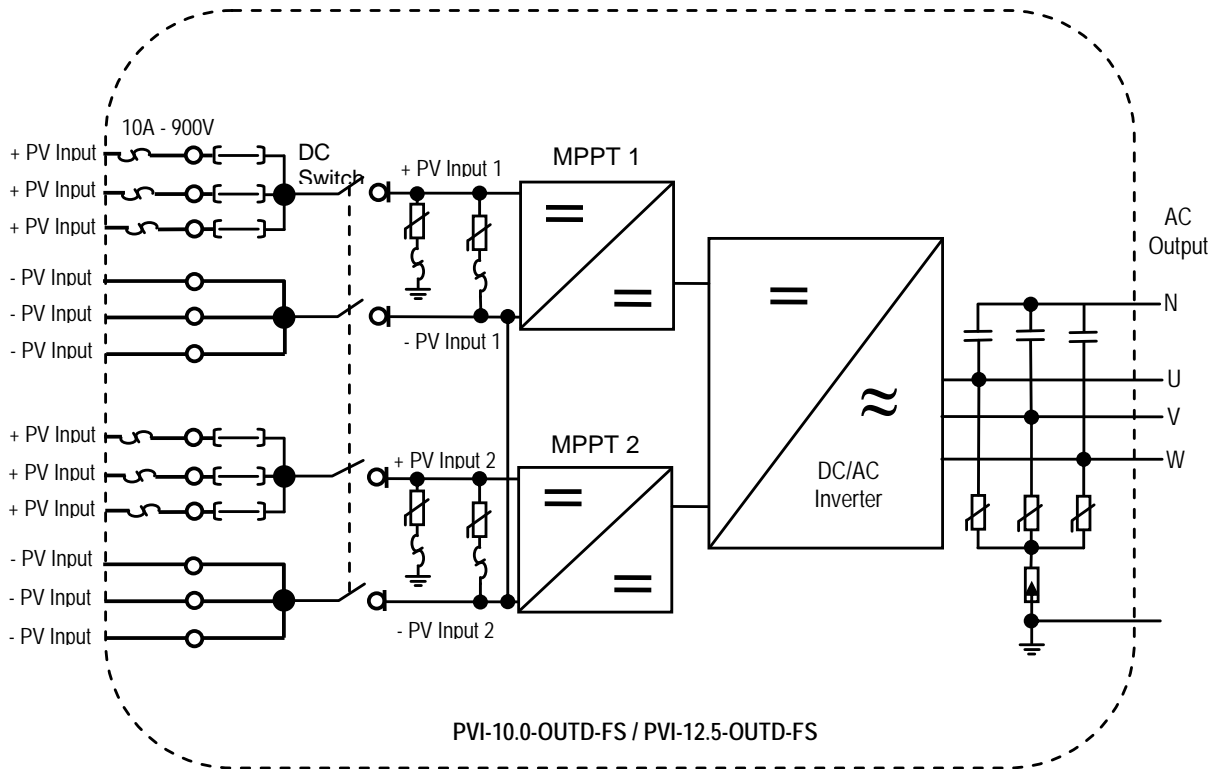 10A - 900V
+ PV Input
+ PV Input
+ PV Input
- PV Input
- PV Input
- PV Input
DC
Switch
+ PV Input 1
- PV Input 1
MPPT 1
+ PV Input
+ PV Input
+ PV Input
- PV Input
- PV Input
- PV Input
+ PV Input 2
- PV Input 2
MPPT 2
DC/AC
Inverter
AC
Output
N
U
V
W
PVI-10.0-OUTD-FS / PVI-12.5-OUTD-FS